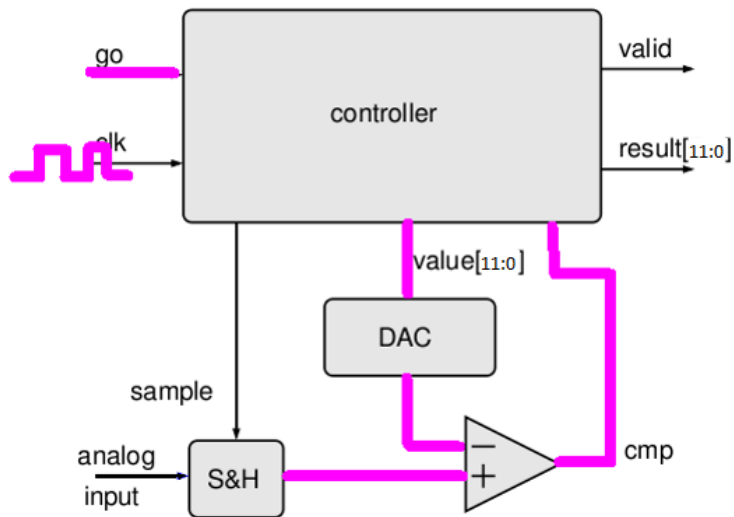 go
valid
controller
clk
result[11:0]
value[11:0]
DAC
sample
analog
input
S&H
−
+
cmp